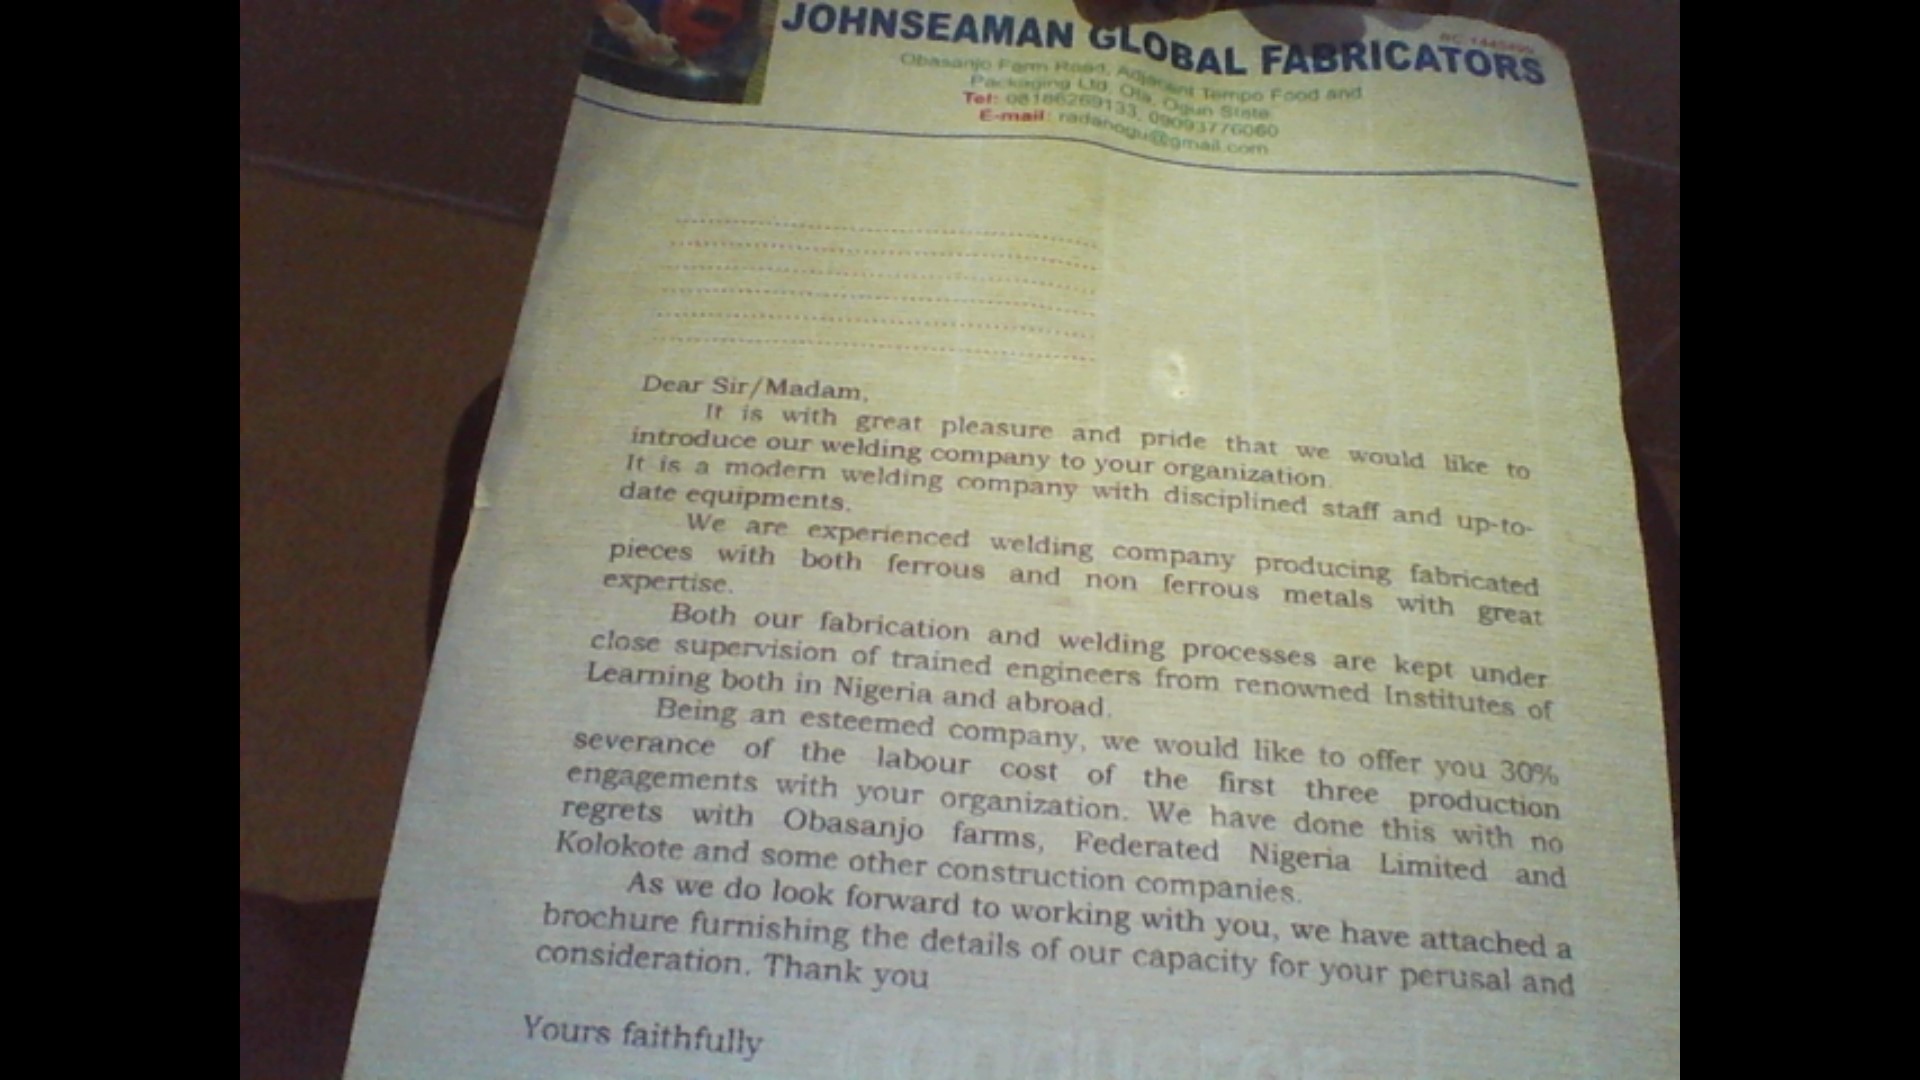 JOHNSEAMAN GLOBAL FABRICATORS
Obasanjo Farm Road, Adjacent Tempo Food and
Packaging Ltd, Ota, Ogun State.
Tel: 08186269133, 09093776060
E-mail: radanogu@gmail.com
Dear Sir/Madam,
It is with great pleasure and pride that we would like to
introduce our welding company to your organization.
It is a modern welding company with disciplined staff and up-to-
date equipments.
We are experienced welding company producing fabricated
pieces with both ferrous and non ferrous metals with great
expertise.
Both our fabrication and welding processes are kept under
close supervision of trained engineers from renowned Institutes of
Learning both in Nigeria and abroad.
Being an esteemed company, we would like to offer you 30%
severance of the labour cost of the first three production
engagements with your organization. We have done this with no
regrets with Obasanjo farms, Federated Nigeria Limited and
Kolokote and some other construction companies.
As we do look forward to working with you, we have attached a
brochure furnishing the details of our capacity for your perusal and
consideration. Thank you
Yours faithfully